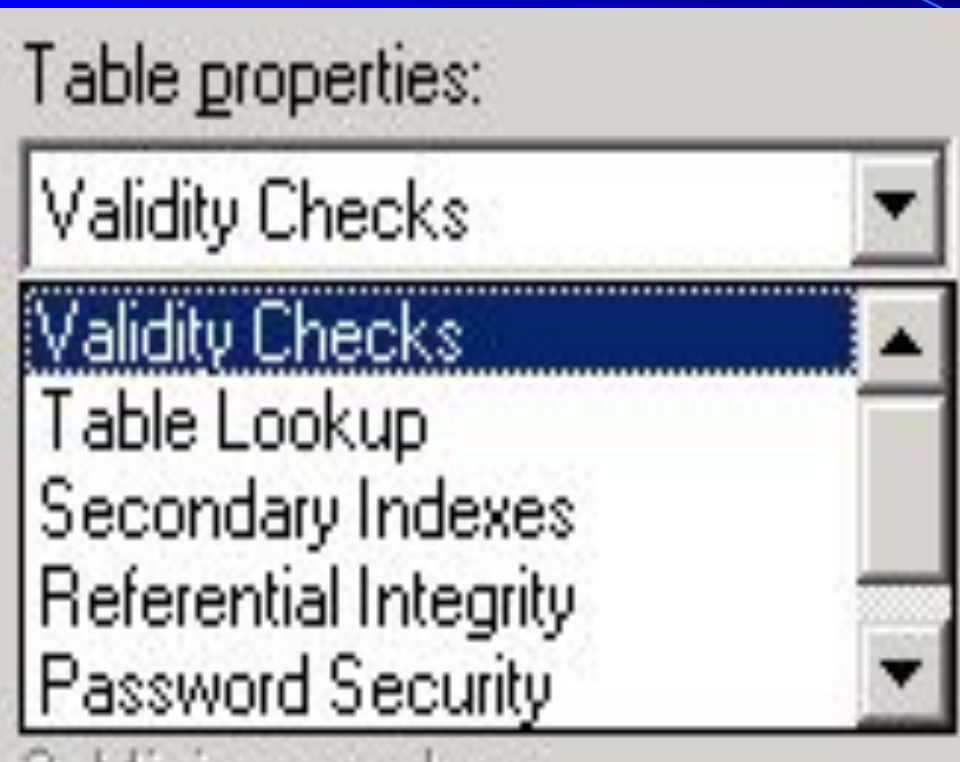 Table properties:
Validity Checks
Validity Checks
Table Lookup
Secondary Indexes
Referential Integrity
Password Security